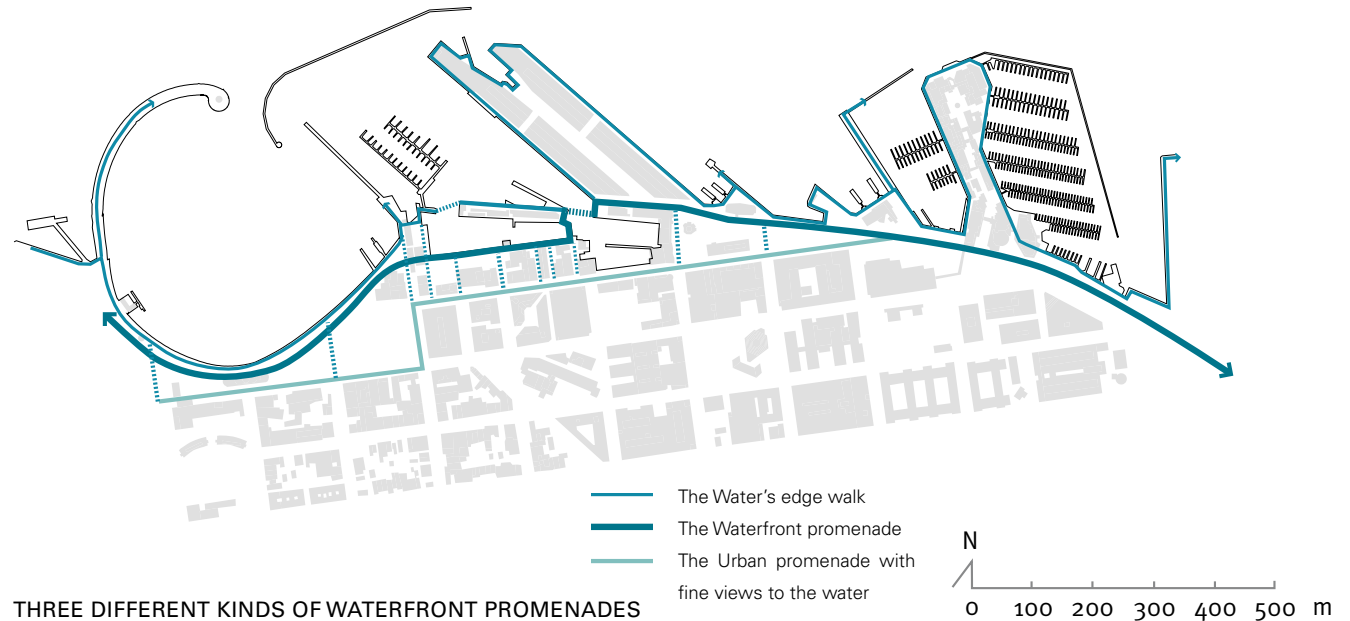 The Water's edge walk
The Waterfront promenade
The Urban promenade with
fine views to the water
N
0 100 200 300 400 500 m
THREE DIFFERENT KINDS OF WATERFRONT PROMENADES